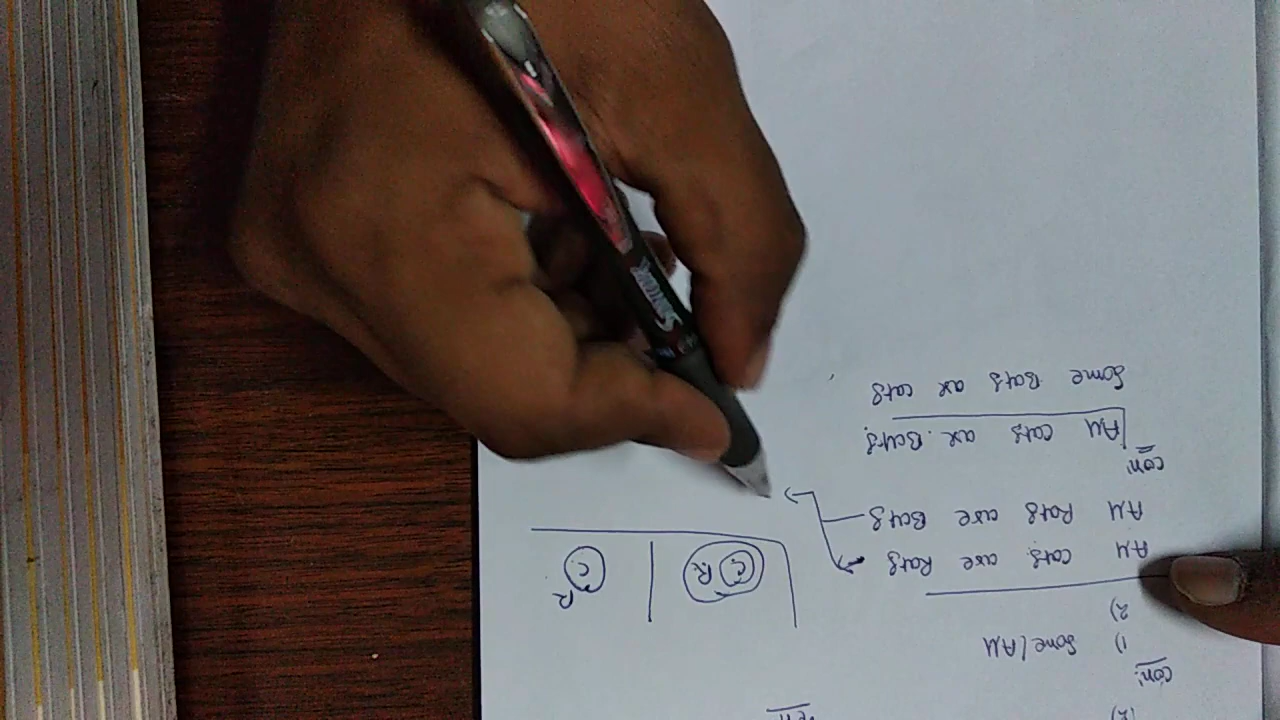 2)
con:
1) Some/All
2)
All cats are Rats
C R
C
R
All Rats are Bats
con:
All cats are Bats
Some Bats are cats